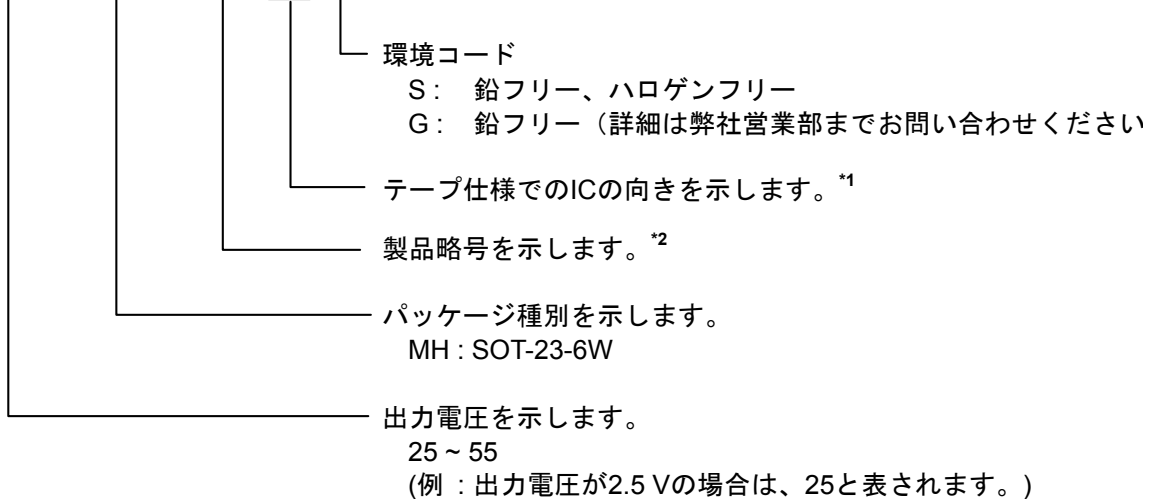 環境コード
S : 鉛フリー、ハロゲンフリー
G : 鉛フリー（詳細は弊社営業部までお問い合わせください
テープ仕様でのICの向きを示します。*1
製品略号を示します。*2
パッケージ種別を示します。
MH : SOT-23-6W
出力電圧を示します。
25 ~ 55
(例 : 出力電圧が2.5 Vの場合は、25と表されます。)